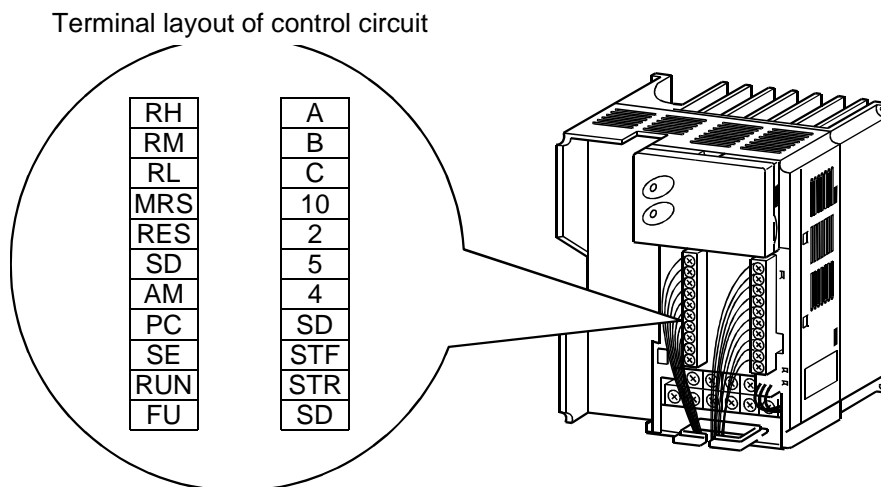 Terminal layout of control circuit
RH
RM
RL
MRS
RES
SD
AM
PC
SE
RUN
FU
A
B
C
10
2
5
4
SD
STF
STR
SD